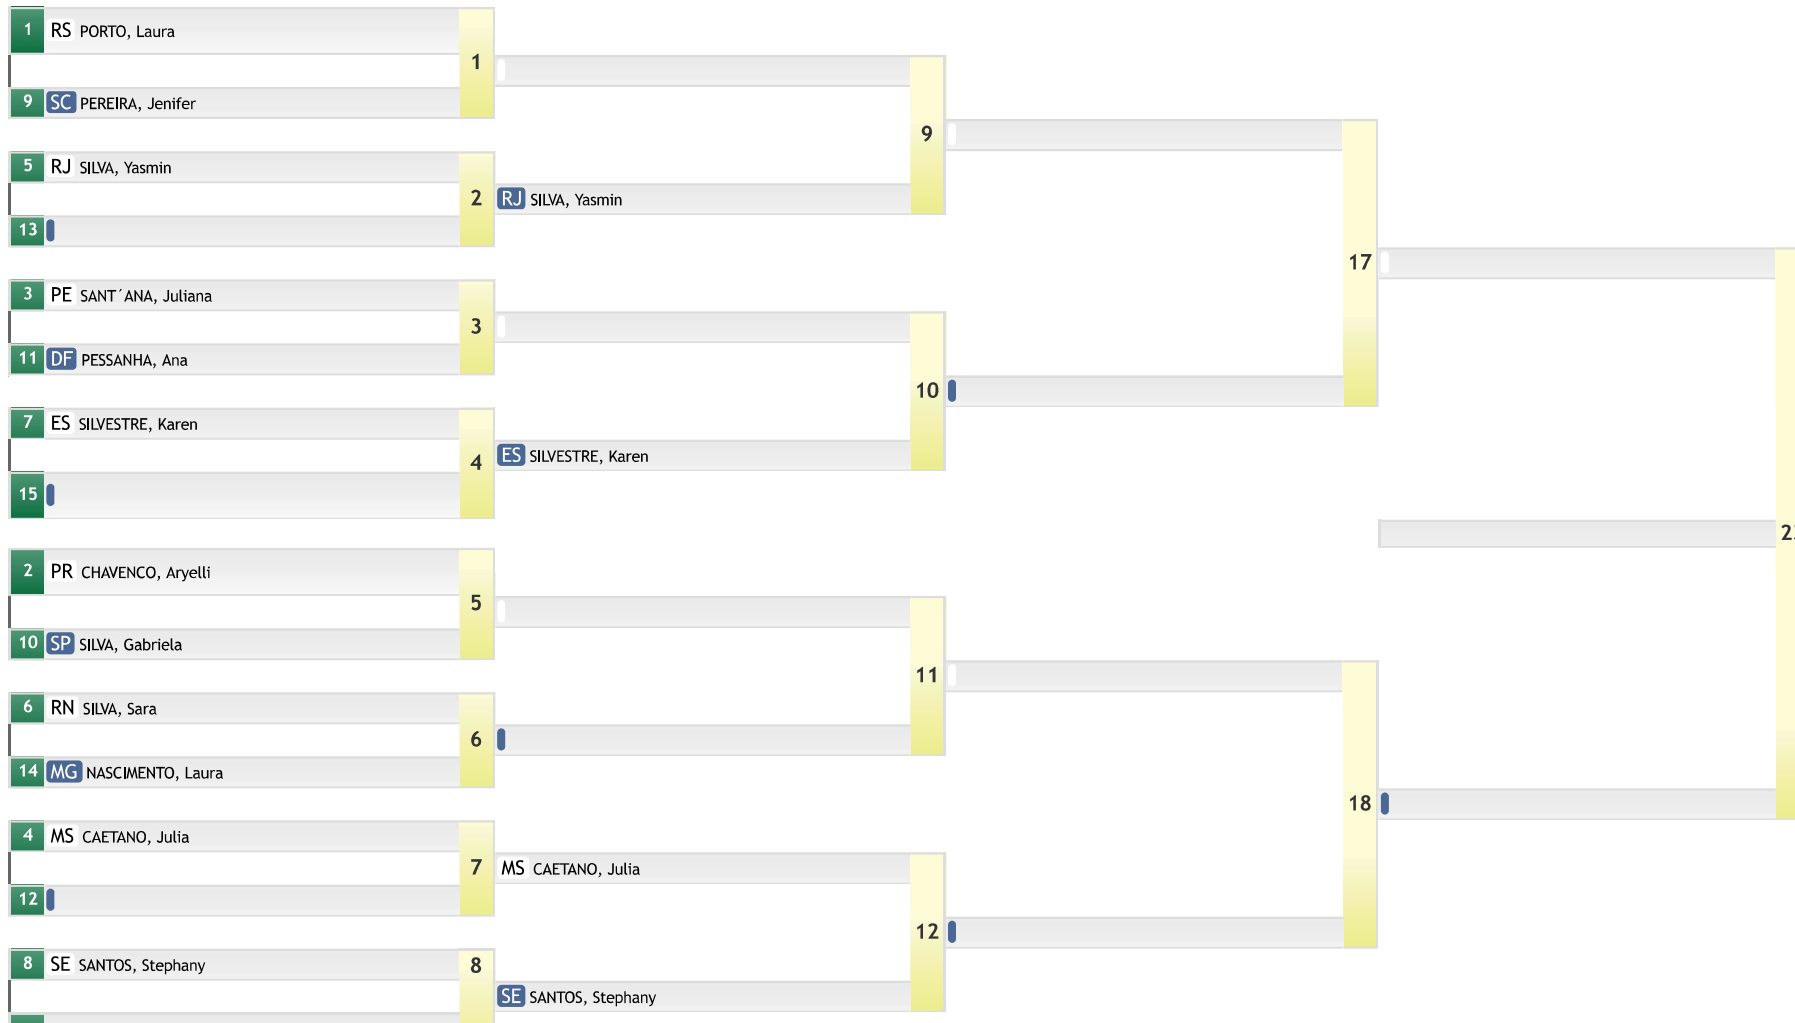 1 RS PORTO, Laura
1
9 SC PEREIRA, Jenifer
9
5 RJ SILVA, Yasmin
2 RJ SILVA, Yasmin
13
17
3 PE SANT´ANA, Juliana
3
11 DF PESSANHA, Ana
10
7 ES SILVESTRE, Karen
4 ES SILVESTRE, Karen
15
2 PR CHAVENCO, Aryelli
5
10 SP SILVA, Gabriela
11
6 RN SILVA, Sara
6
14 MG NASCIMENTO, Laura
18
4 MS CAETANO, Julia
7 MS CAETANO, Julia
12
12
8 SE SANTOS, Stephany
8
SE SANTOS, Stephany